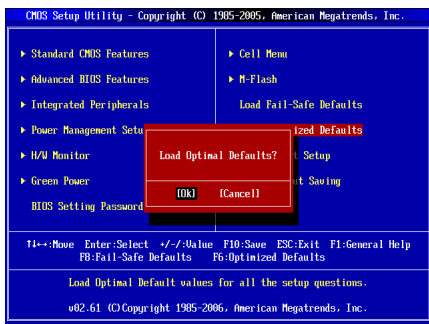 CMOS Setup Utility - Copyright (C) 1985-2005, American Megatrends, Inc.
Standard CMOS Features
Advanced BIOS Features
Integrated Peripherals
Power Management Setu
H/W Monitor
Green Power
BIOS Setting Password
Cell Menu
M-Flash
Load Fail-Safe Defaults
ized Defaults
t Setup
ut Saving
Load Optimal Defaults?
[Ok] [Cancel]
↑↓↔:Move Enter:Select +/-/:Value F10:Save ESC:Exit F1:General Help
F8:Fail-Safe Defaults F6:Optimized Defaults
Load Optimal Default values for all the setup questions.
v02.61 (C)Copyright 1985-2006, American Megatrends, Inc.